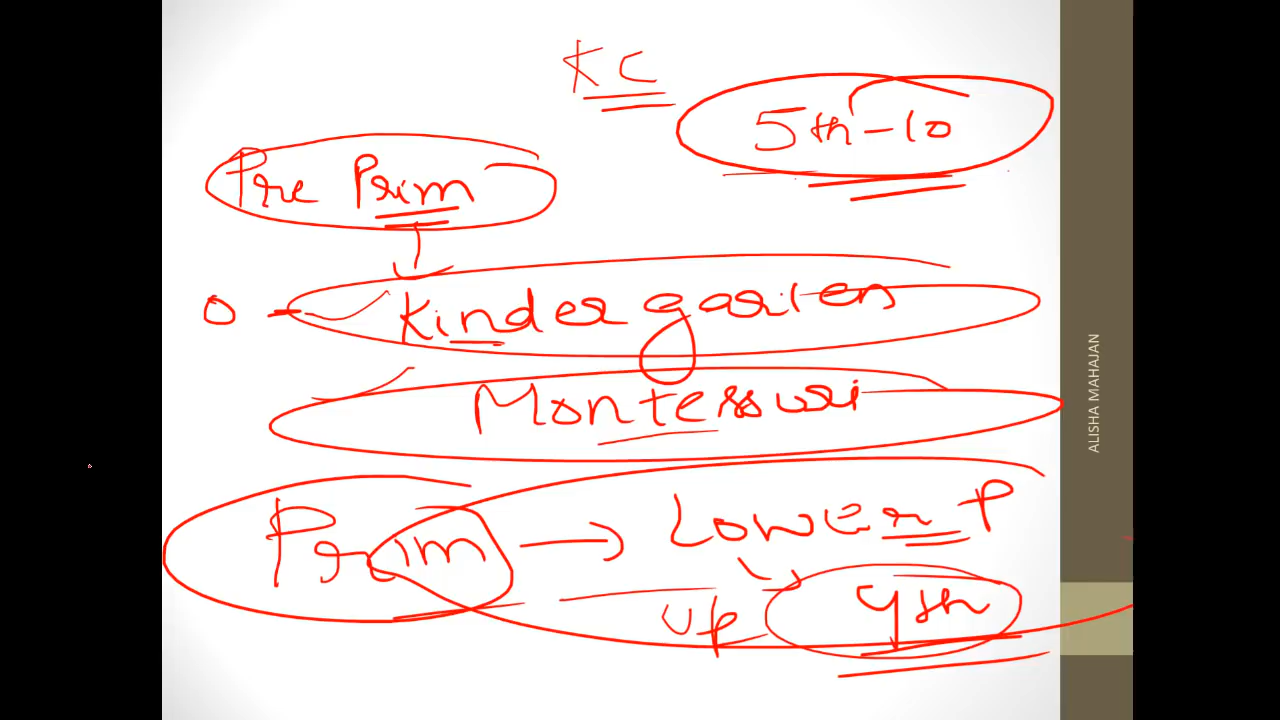 KC
5th-10
Pre Prim
0 - Kindergarten
Montessori
Prim → Lower P
UP 4th
ALISHA MAHAJAN